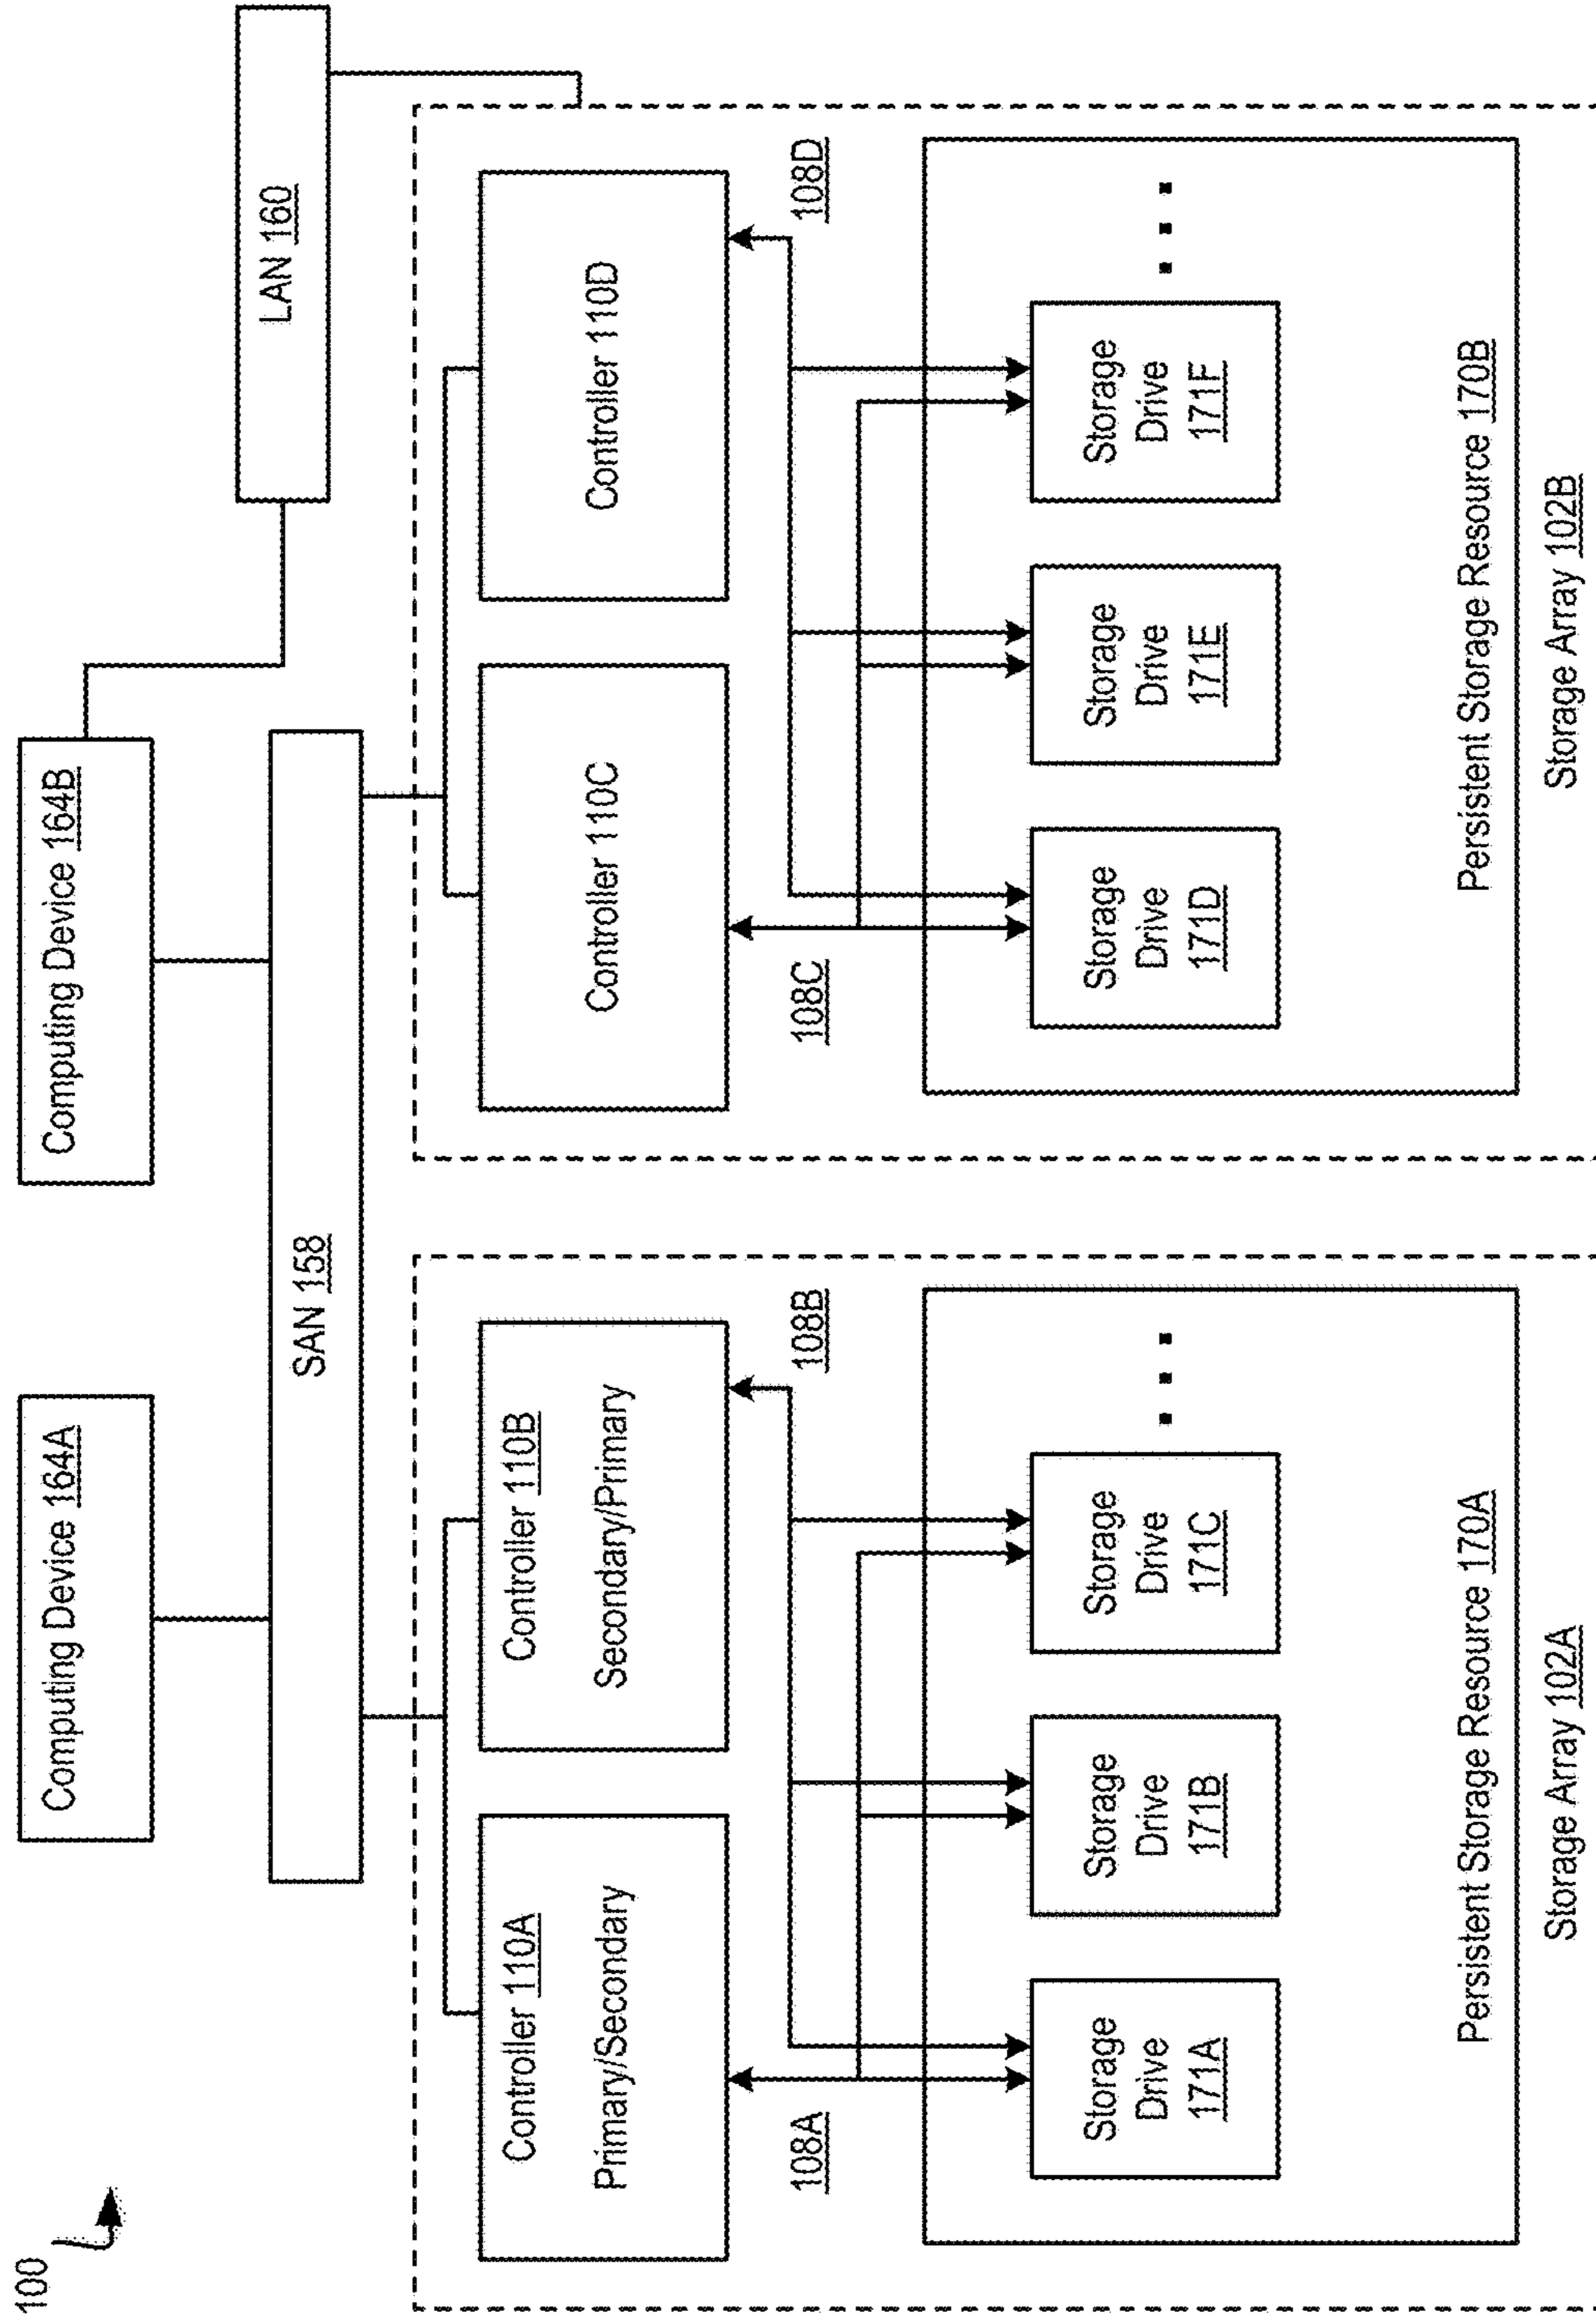 100
Computing Device 164A
Computing Device 164B
SAN 158
LAN 160
Controller 110A
Primary/Secondary
Controller 110B
Secondary/Primary
Controller 110C
Controller 110D
108A
108B
108C
108D
Storage
Drive
171A
Storage
Drive
171B
Storage
Drive
171C
Storage
Drive
171D
Storage
Drive
171E
Storage
Drive
171F
Persistent Storage Resource 170A
Persistent Storage Resource 170B
Storage Array 102A
Storage Array 102B